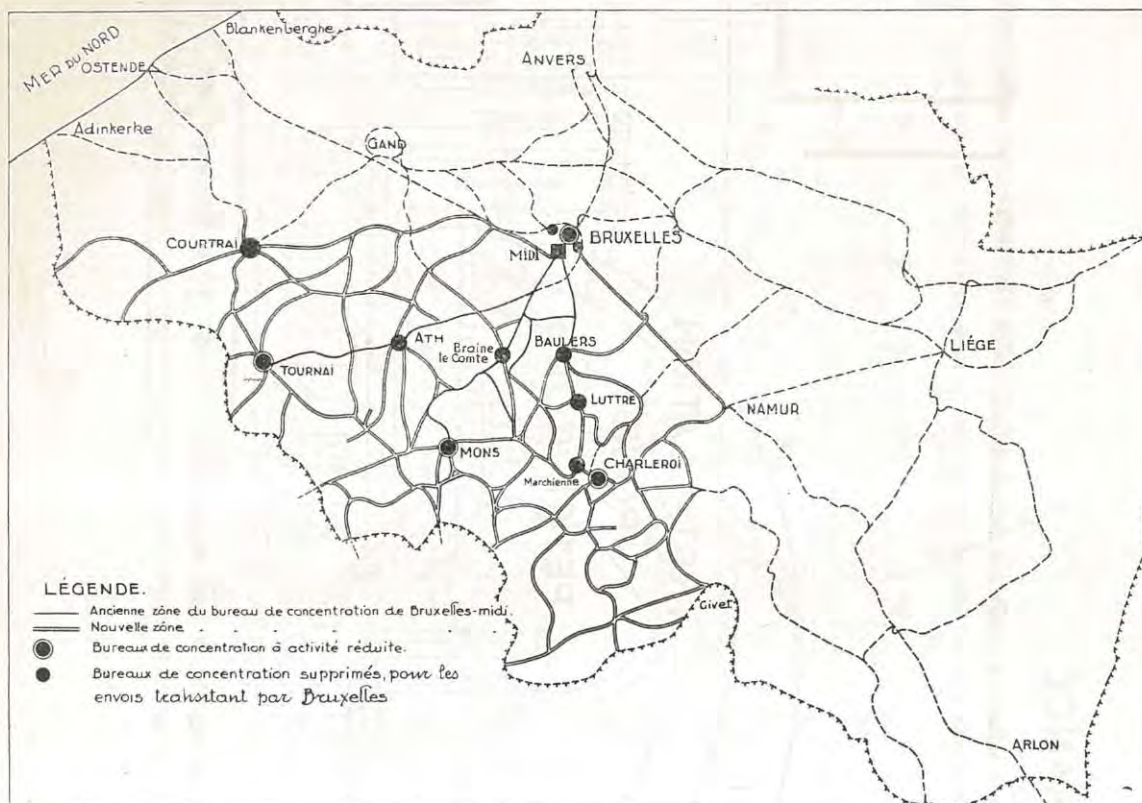 Blankenberghe
MER DU NORD
OSTENDE
ANVERS
Adinkerke
GAND
COURTRAI
BRUXELLES
MIDI
ATH
Braine
le Comte
BAULERS
LIÉGE
TOURNAI
LUTTRE
NAMUR
MONS
CHARLEROI
Marchienne
Givet
LÉGENDE.
Ancienne zône du bureau de concentration de Bruxelles-midi.
Nouvelle zône . . . . . .
Bureaux de concentration à activité réduite.
Bureaux de concentration supprimés, pour les
envois transitant par Bruxelles
ARLON